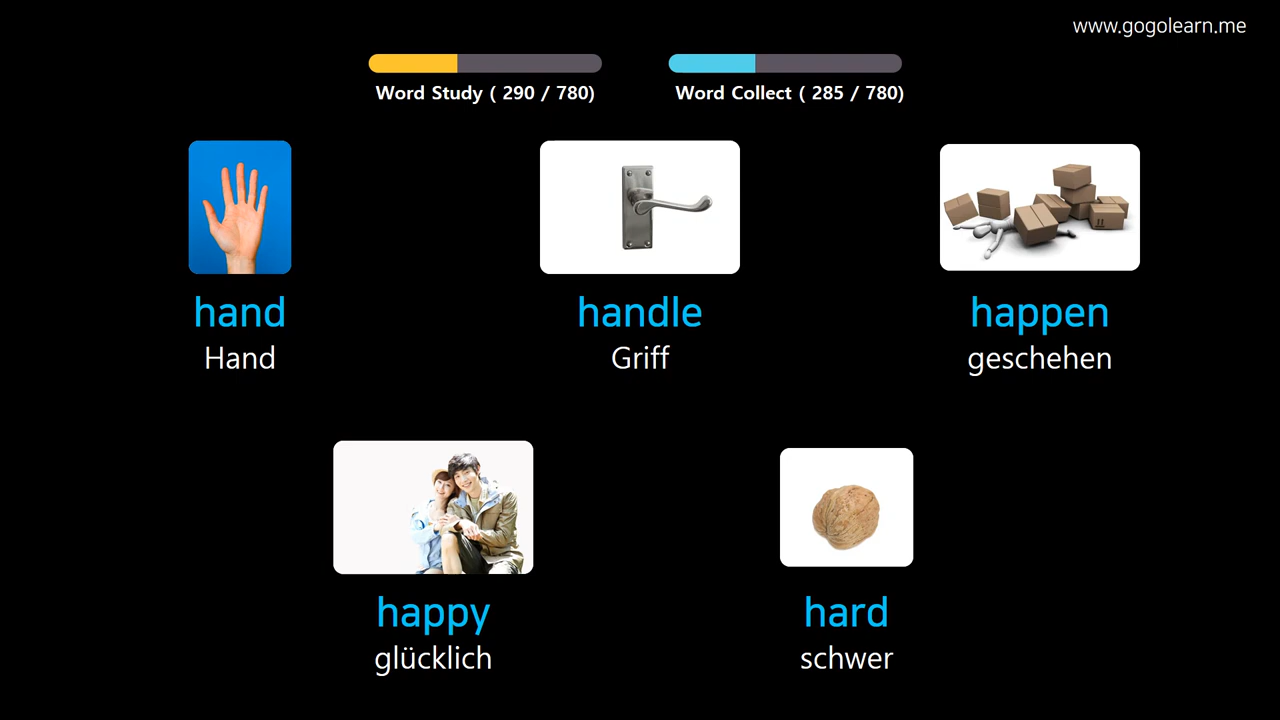 www.gogolearn.me
Word Study ( 290 / 780)
Word Collect ( 285 / 780)
hand
Hand
handle
Griff
happen
geschehen
happy
glücklich
hard
schwer